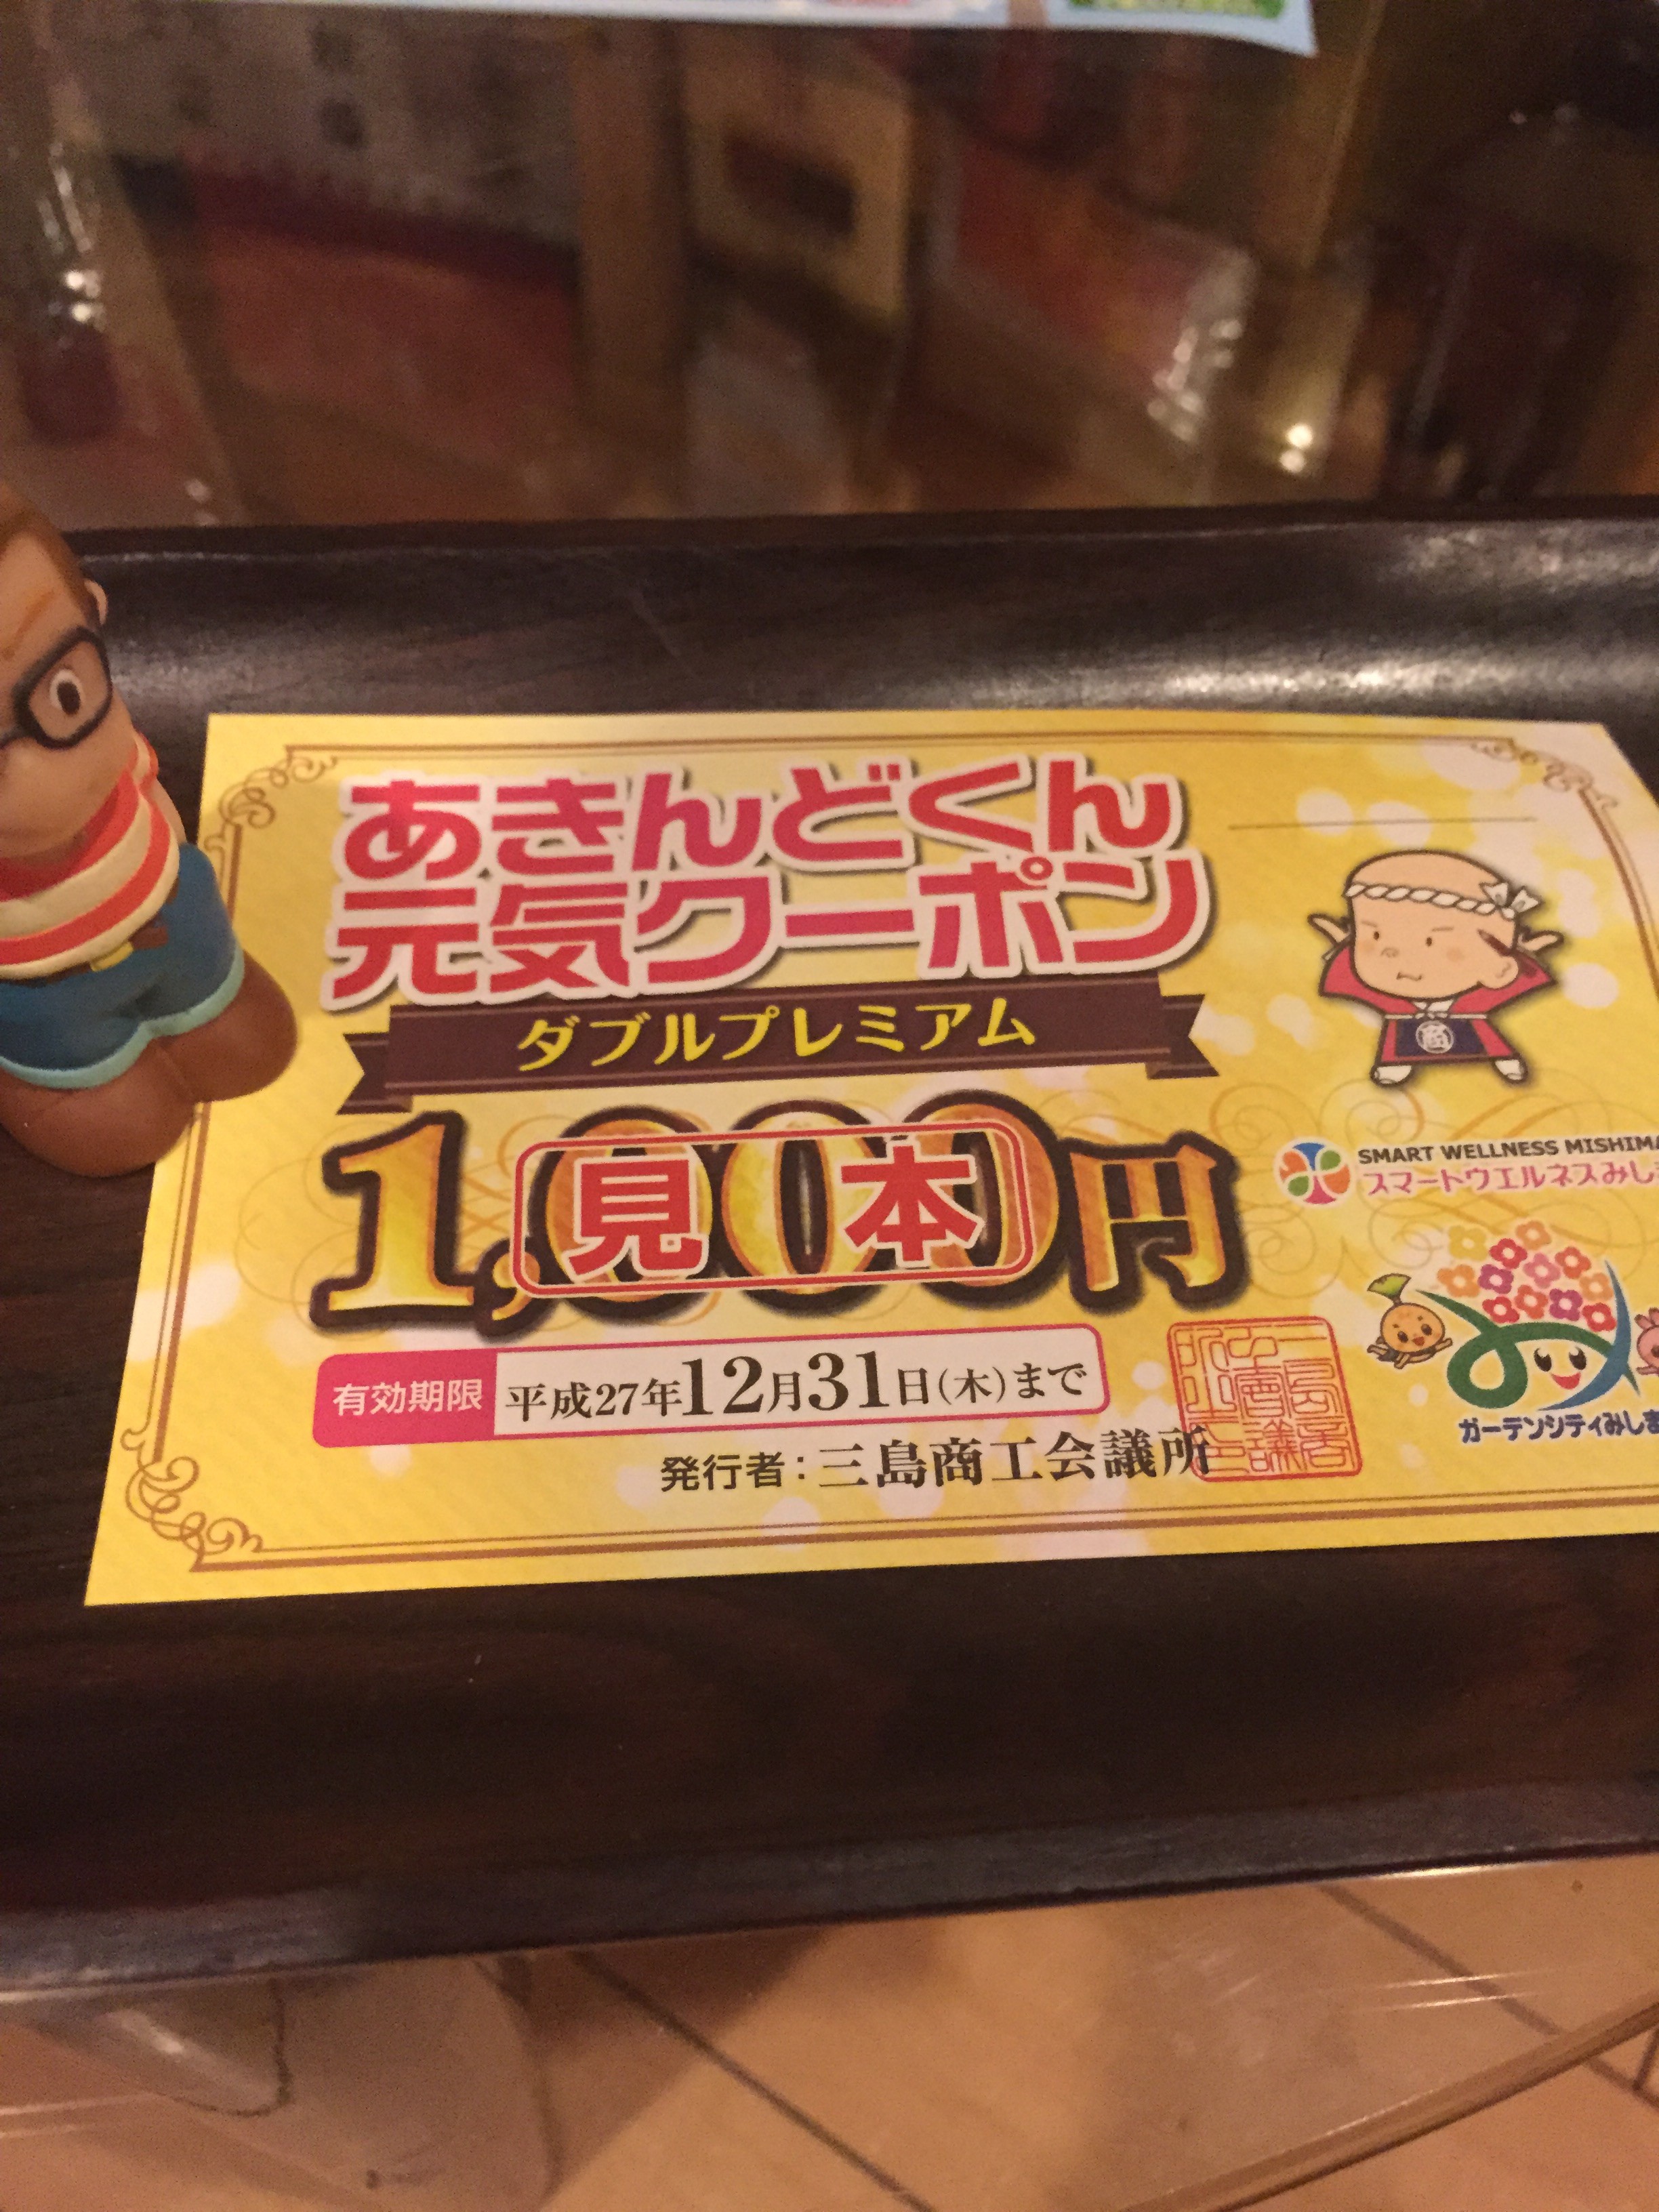 あきんどくん
元気クーポン
ダブルプレミアム
1,000円
見本
有効期限 平成27年12月31日(木)まで
発行者:三島商工会議所
商
SMART WELLNESS MISHIMA
スマートウエルネスみしま
ガーデンシティみしま